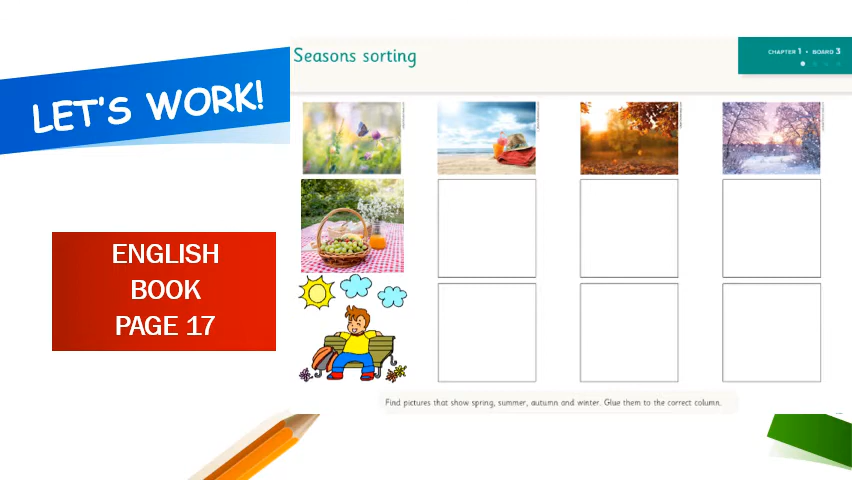 LET'S WORK!
Seasons sorting
CHAPTER 1 • BOARD 3
ENGLISH
BOOK
PAGE 17
Find pictures that show spring, summer, autumn and winter. Glue them to the correct column.